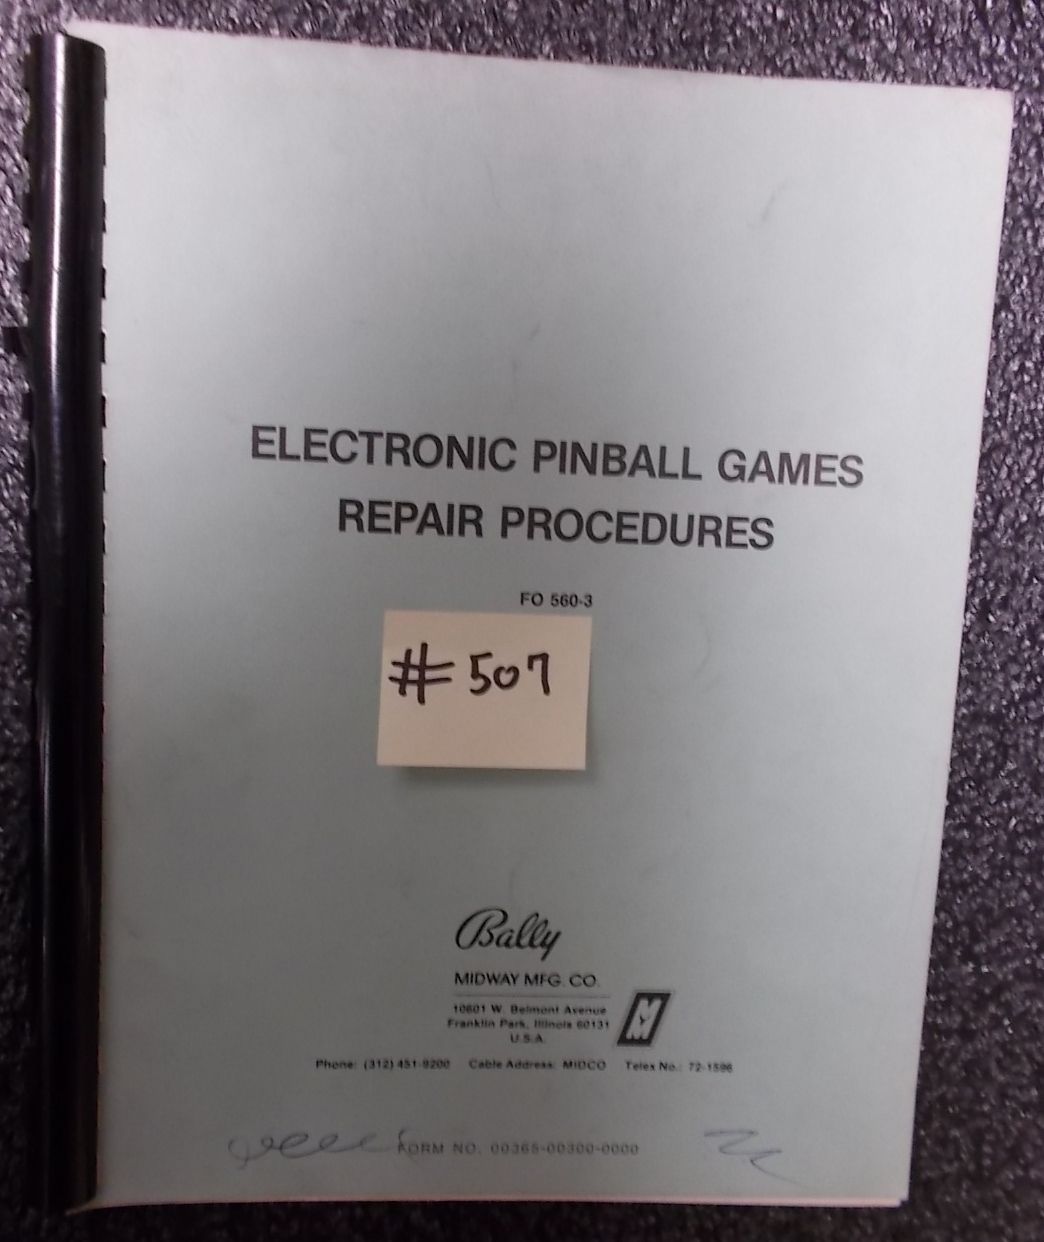 ELECTRONIC PINBALL GAMES
REPAIR PROCEDURES
FO 560-3
#507
Bally
MIDWAY MFG. CO.
10601 W. Belmont Avenue
Franklin Park, Illinois 60131
U.S.A.
Phone: (312) 451-9200 Cable Address: MIDCO Telex No.: 72-1596
FORM NO. 00365-00300-0000